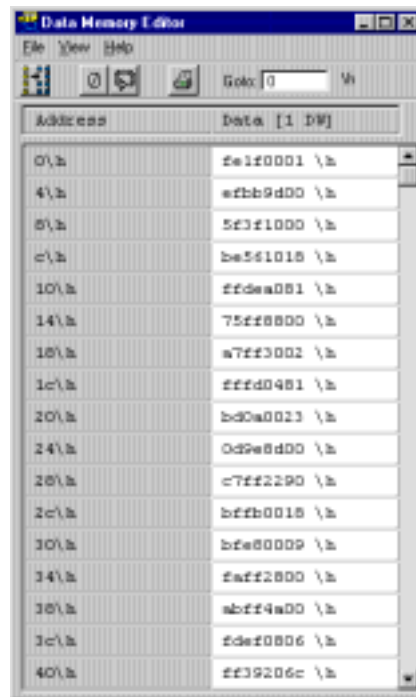 Data Memory Editor
File View Help
Goto: 0 \h
Address Data [1 DW]
0\h fe1f0001 \h
4\h efbb9d00 \h
8\h 5f3f1000 \h
c\h be561018 \h
10\h ffdea081 \h
14\h 75ff8800 \h
18\h a7ff3002 \h
1c\h fffd0481 \h
20\h bd0a0023 \h
24\h 0d9e8d00 \h
28\h c7ff2290 \h
2c\h bffb0018 \h
30\h bfe80009 \h
34\h faff2800 \h
38\h abff4a00 \h
3c\h fdef0806 \h
40\h ff39206c \h